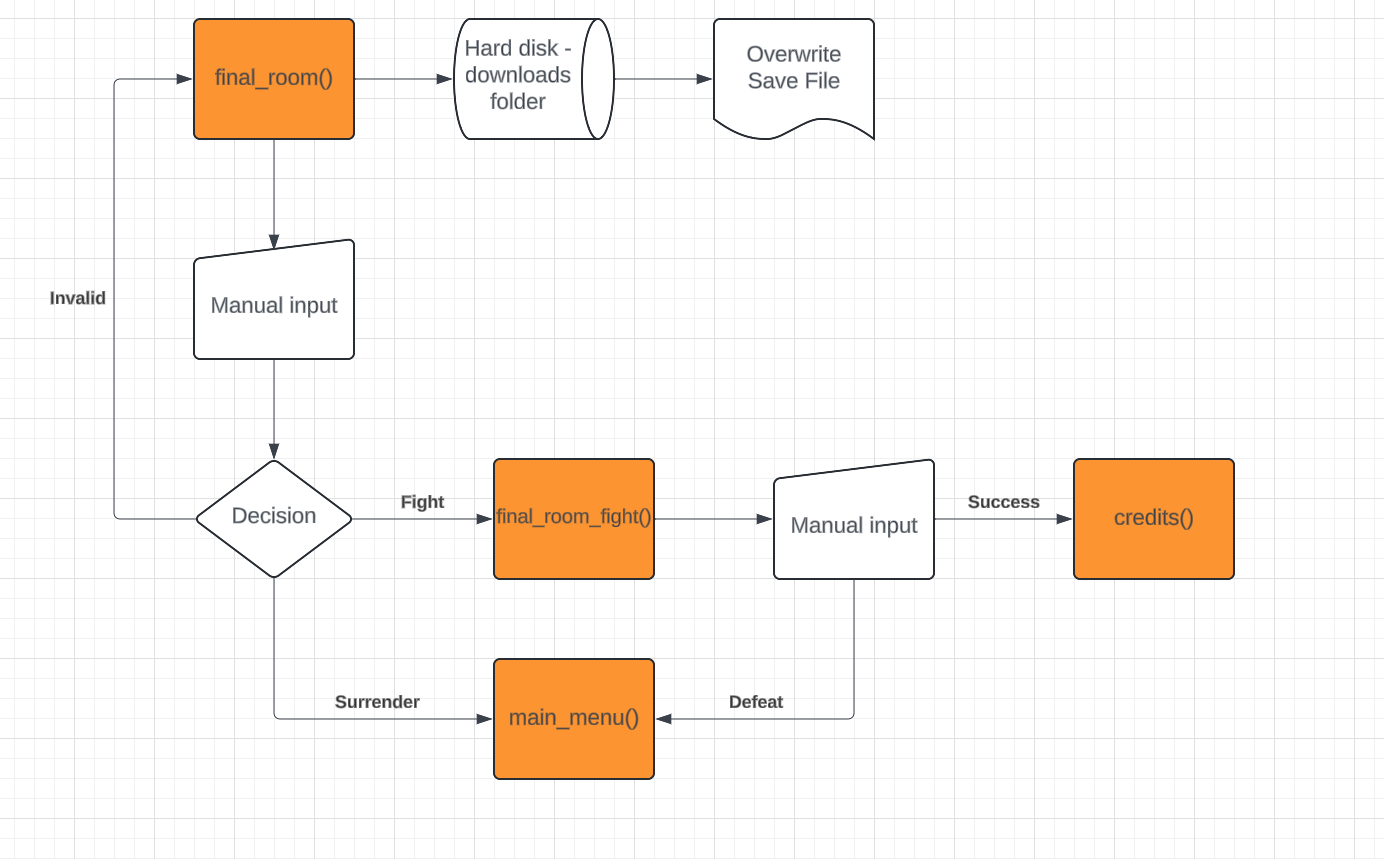 final_room()
Hard disk -
downloads
folder
Overwrite
Save File
Invalid
Manual input
Decision
Fight
final_room_fight()
Manual input
Success
credits()
Surrender
main_menu()
Defeat